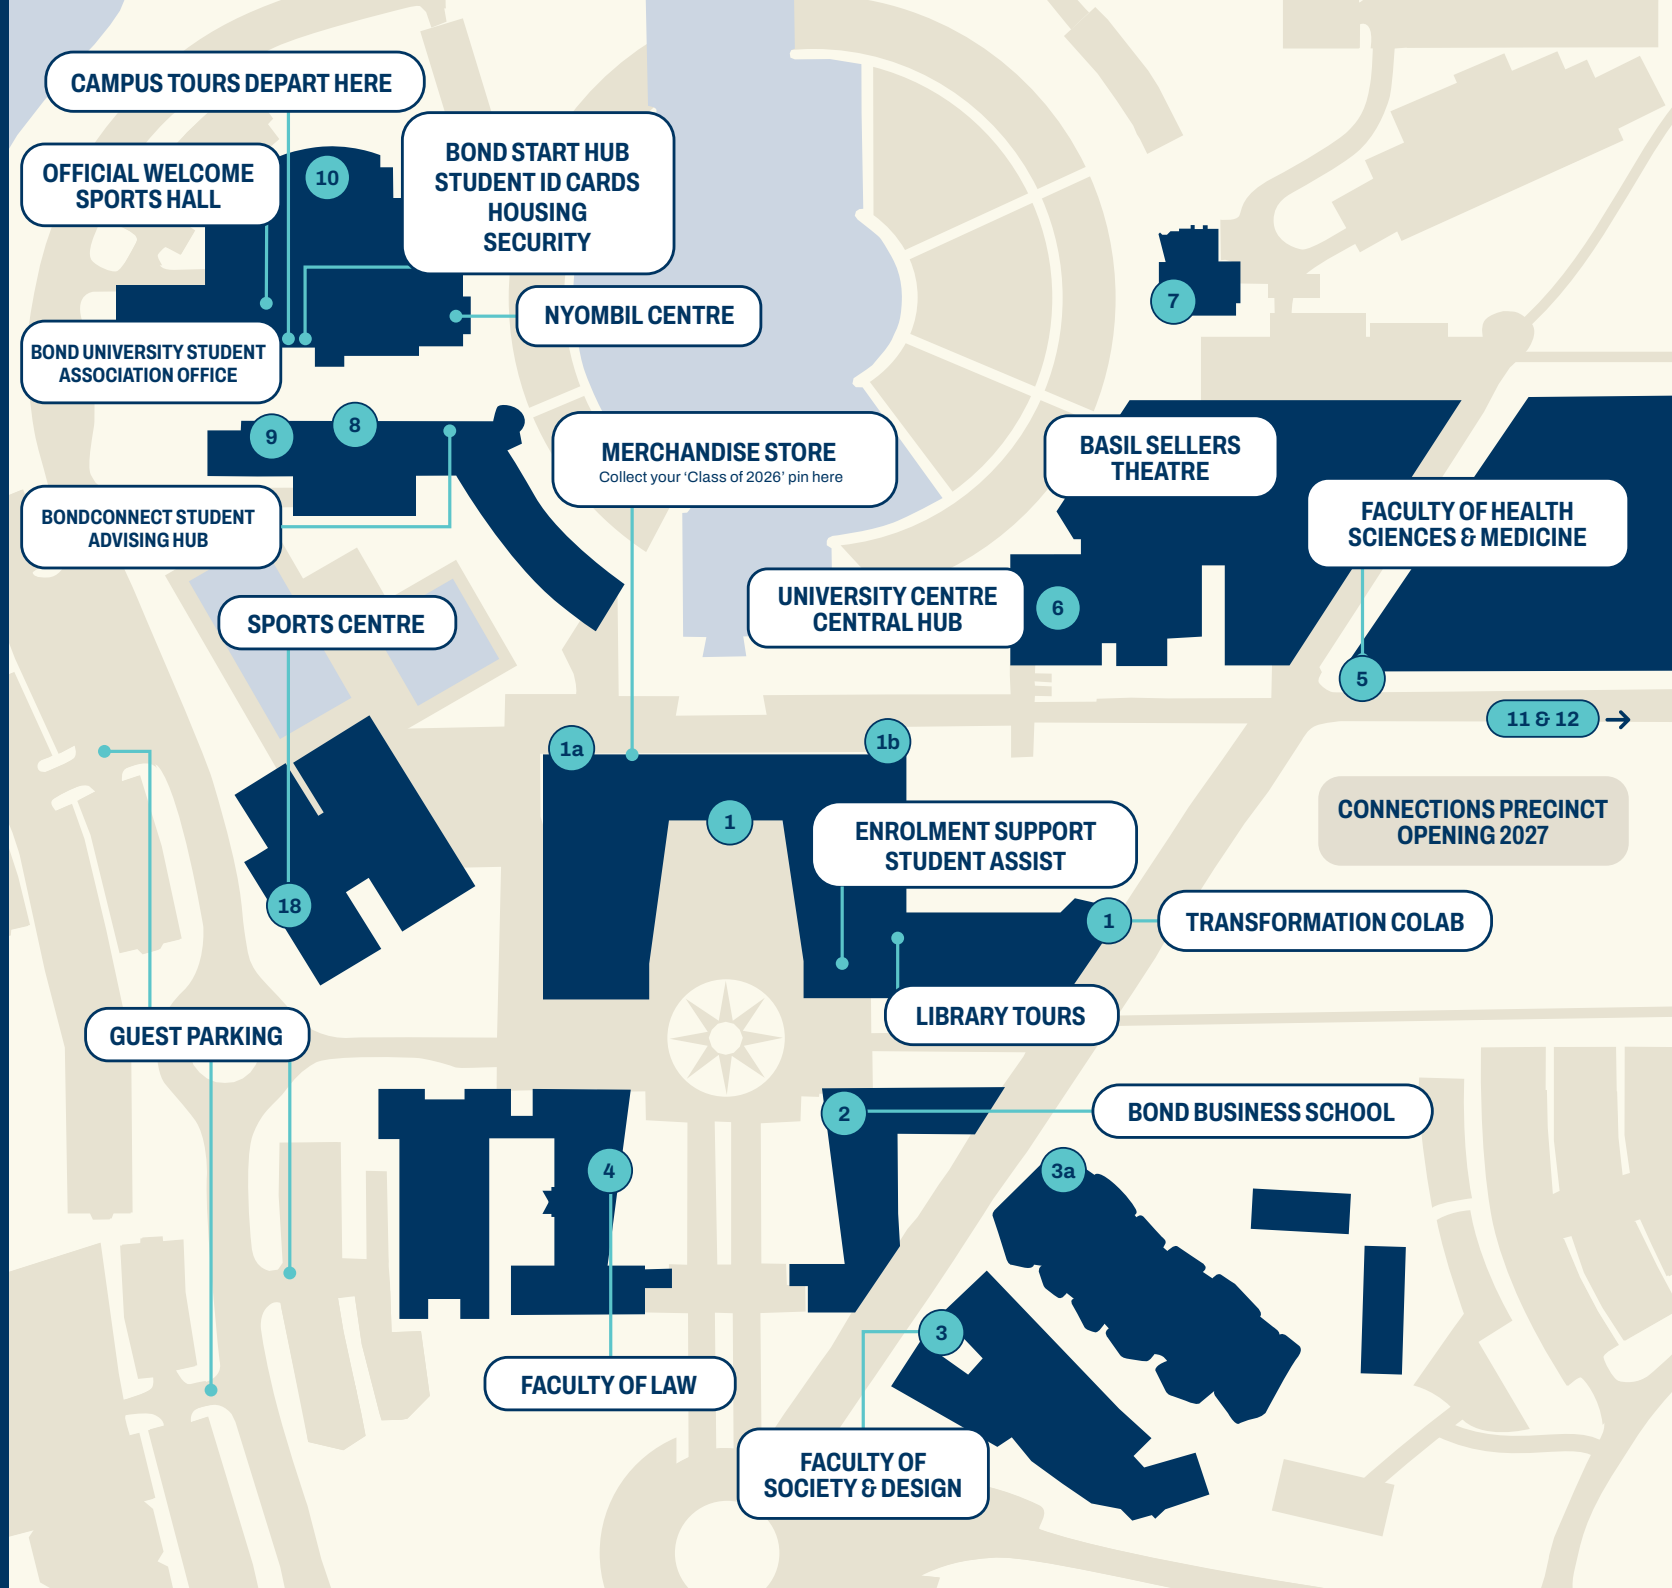 CAMPUS TOURS DEPART HERE
OFFICIAL WELCOME
SPORTS HALL
10
BOND START HUB
STUDENT ID CARDS
HOUSING
SECURITY
NYOMBIL CENTRE
7
BOND UNIVERSITY STUDENT
ASSOCIATION OFFICE
9
8
MERCHANDISE STORE
Collect your ‘Class of 2026’ pin here
BASIL SELLERS
THEATRE
FACULTY OF HEALTH
SCIENCES & MEDICINE
BONDCONNECT STUDENT
ADVISING HUB
SPORTS CENTRE
UNIVERSITY CENTRE
CENTRAL HUB
6
5
11 & 12
1a
1b
1
CONNECTIONS PRECINCT
OPENING 2027
ENROLMENT SUPPORT
STUDENT ASSIST
18
1
TRANSFORMATION COLAB
LIBRARY TOURS
GUEST PARKING
2
BOND BUSINESS SCHOOL
4
3a
3
FACULTY OF LAW
FACULTY OF
SOCIETY & DESIGN